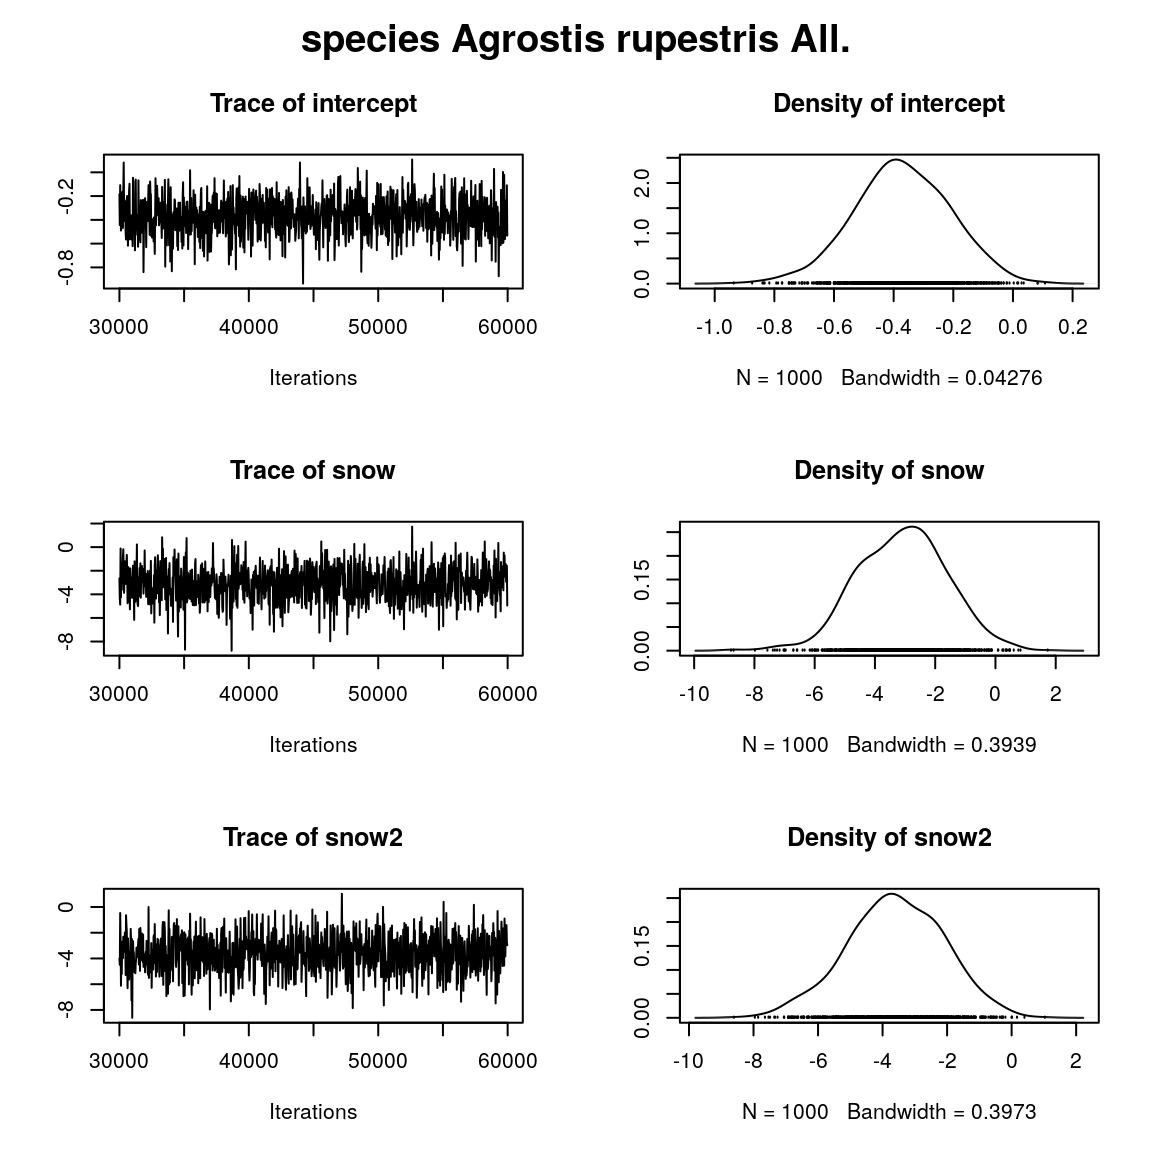 species Agrostis rupestris All.
Trace of intercept
-0.8 -0.2
30000 40000 50000 60000
Iterations
Density of intercept
0.0 1.0 2.0
-1.0 -0.8 -0.6 -0.4 -0.2 0.0 0.2
N = 1000 Bandwidth = 0.04276
Trace of snow
-8 -4 0
30000 40000 50000 60000
Iterations
Density of snow
0.00 0.15
-10 -8 -6 -4 -2 0 2
N = 1000 Bandwidth = 0.3939
Trace of snow2
-8 -4 0
30000 40000 50000 60000
Iterations
Density of snow2
0.00 0.15
-10 -8 -6 -4 -2 0 2
N = 1000 Bandwidth = 0.3973